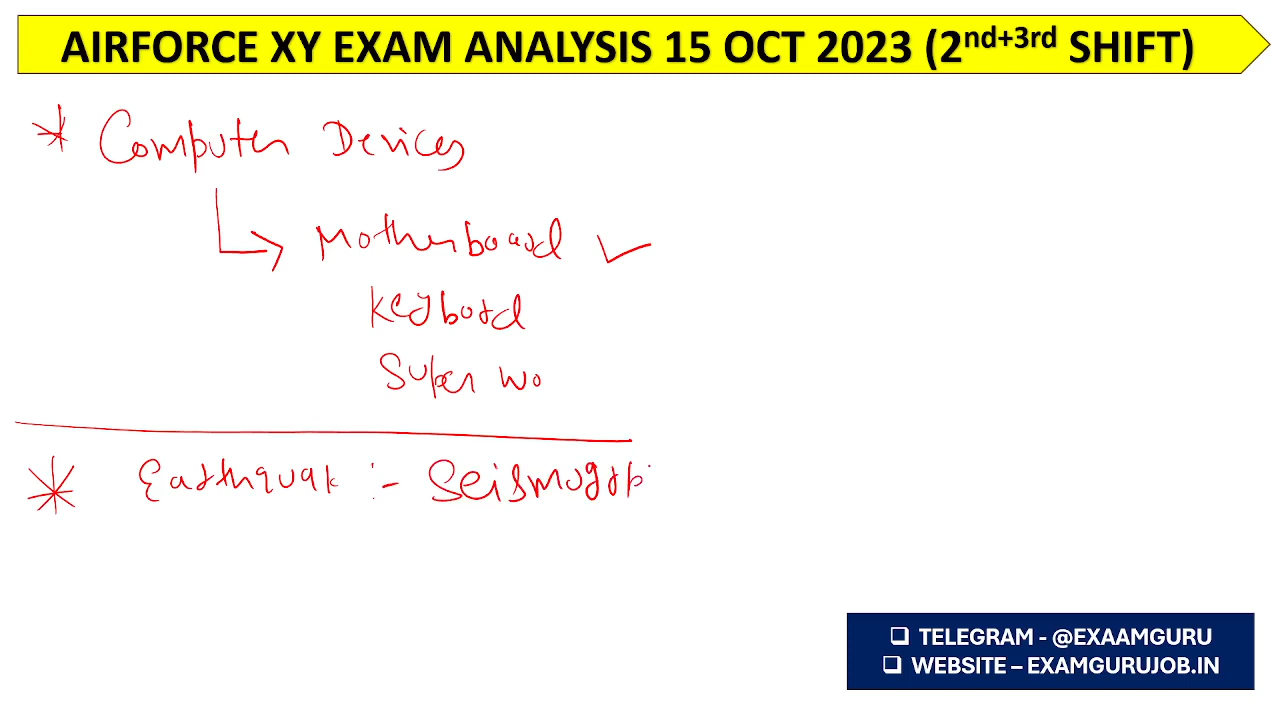 AIRFORCE XY EXAM ANALYSIS 15 OCT 2023 (2nd+3rd SHIFT)
* Computer Devices
Motherboard ✓
Keyboard
Super wo
* Earthquak :- Seismogrp
❑ TELEGRAM - @EXAAMGURU
❑ WEBSITE – EXAMGURUJOB.IN